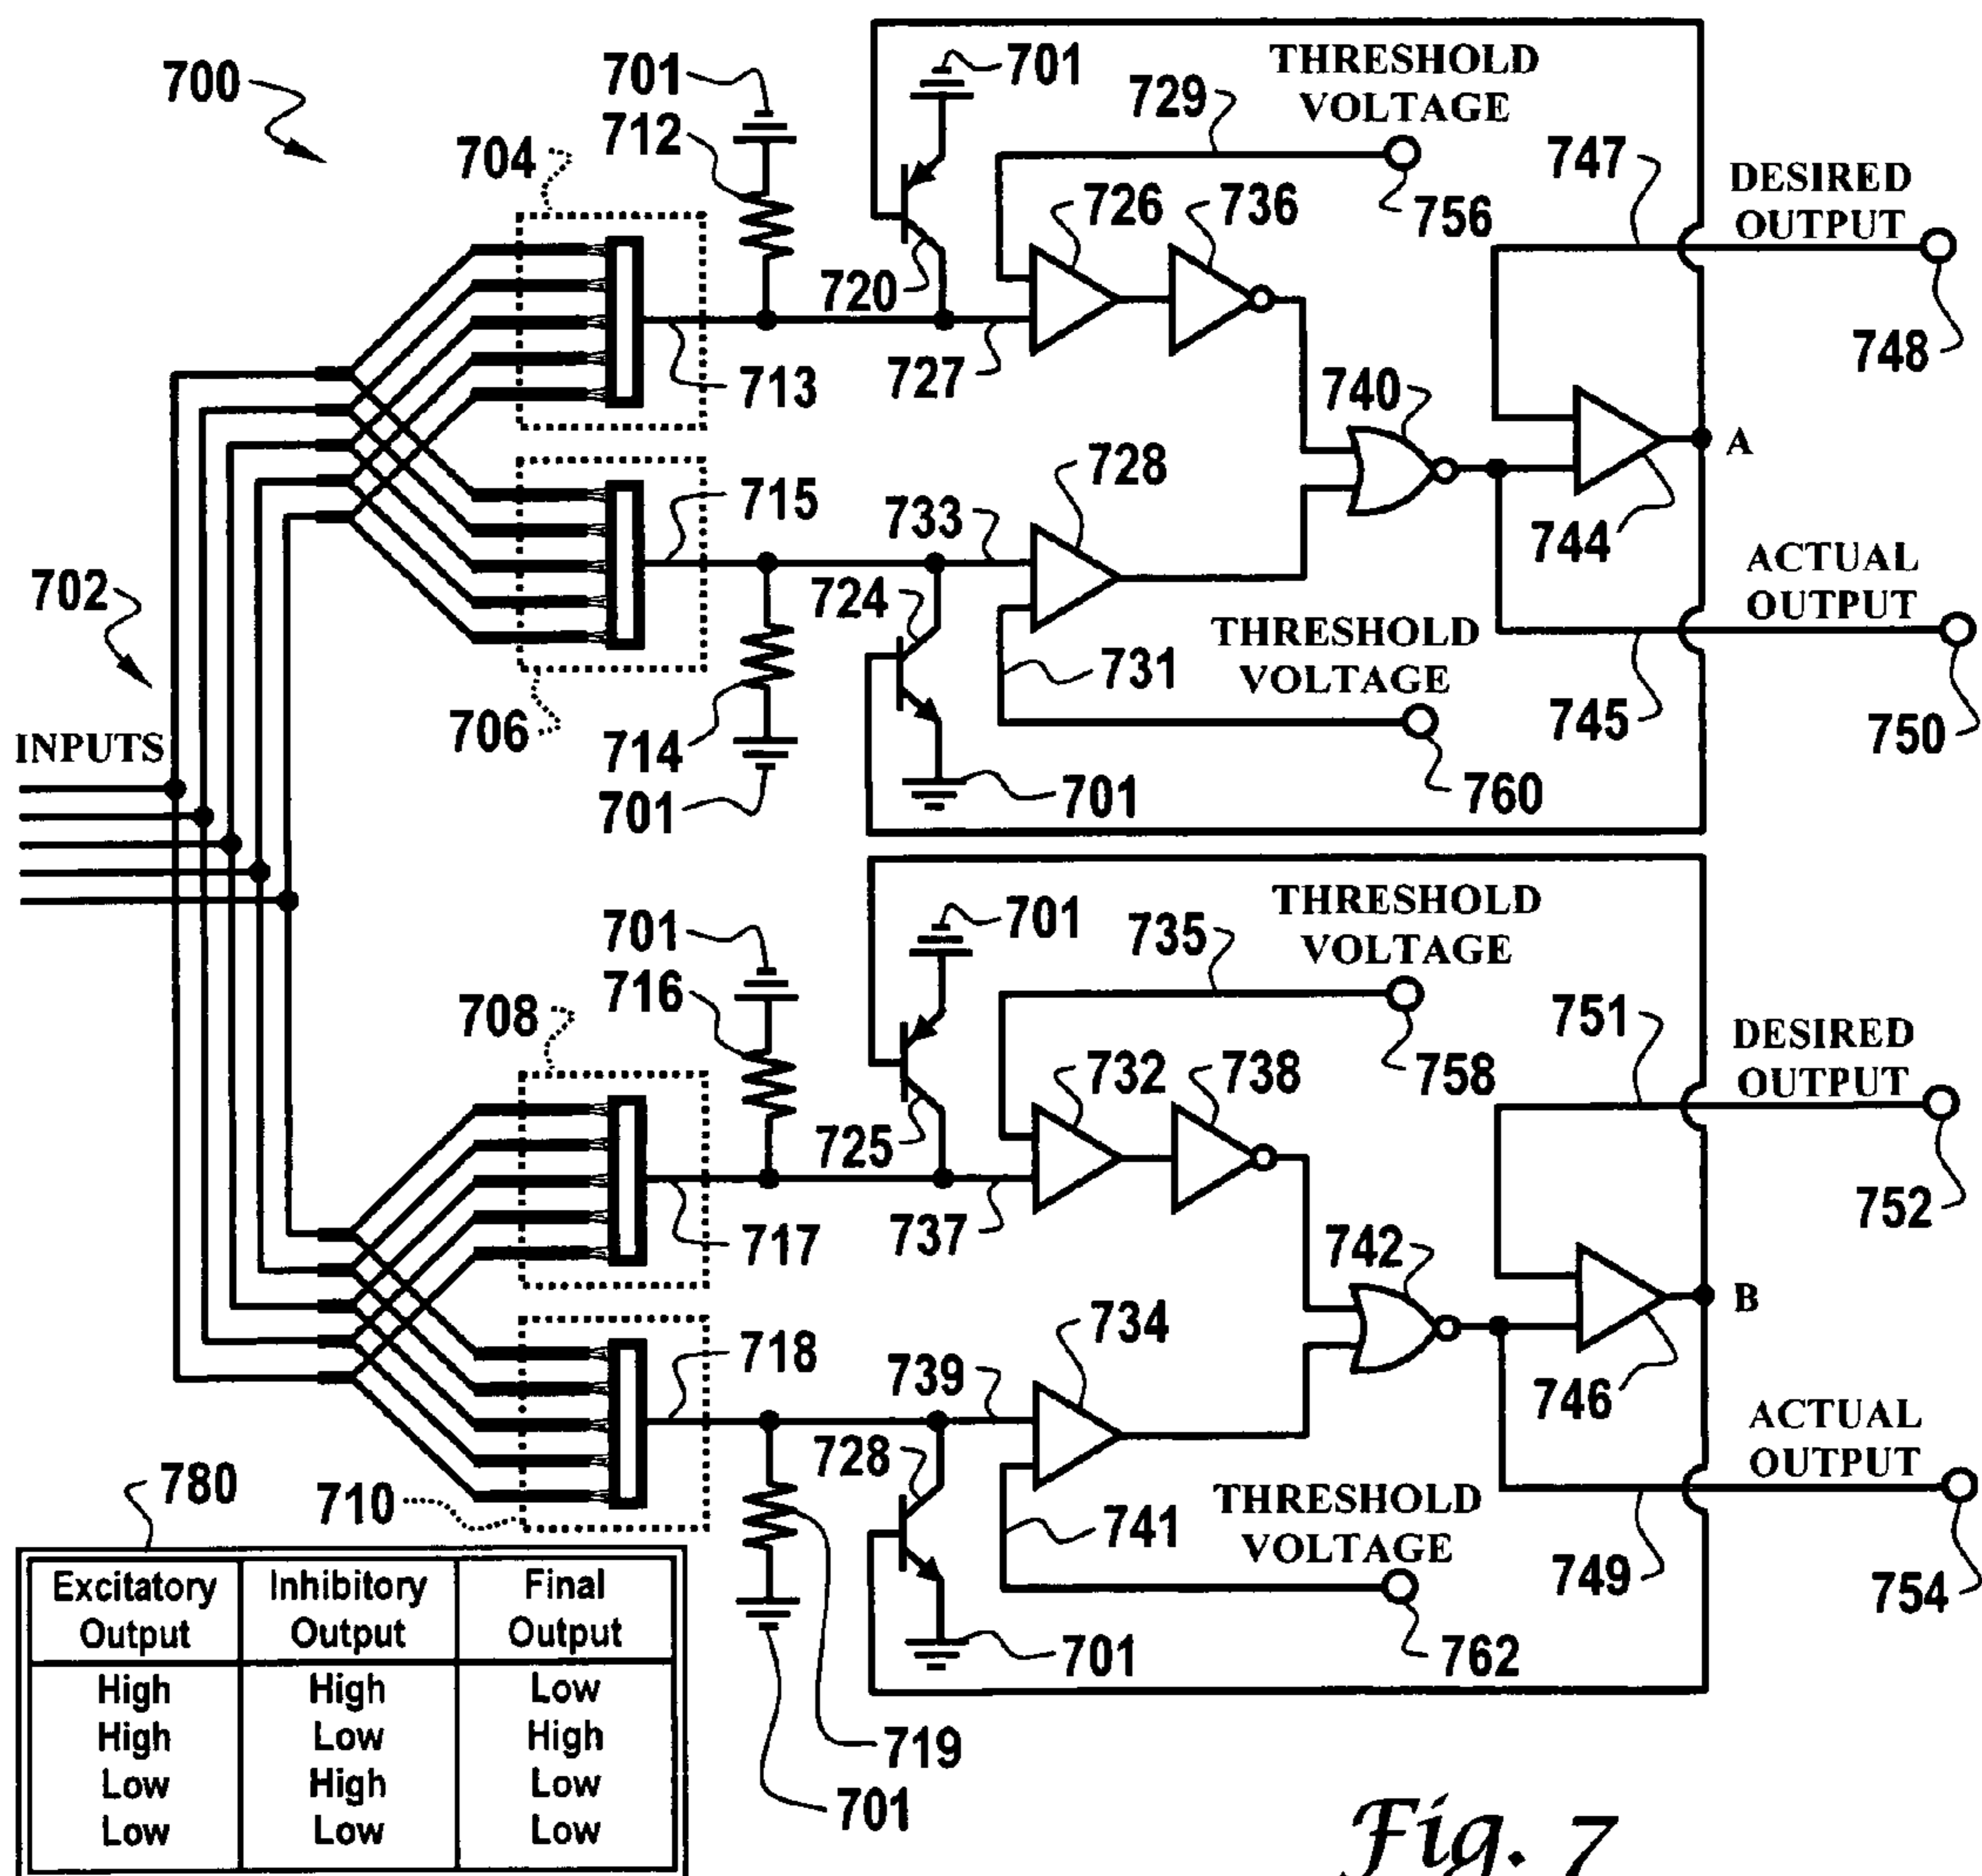 700
701
712
704
701
729
THRESHOLD
VOLTAGE
747
DESIRED
OUTPUT
726
736
756
748
720
713
727
740
A
715
733
728
744
702
724
ACTUAL
OUTPUT
THRESHOLD
VOLTAGE
731
706
714
701
745
750
INPUTS
701
760
701
716
701
735
THRESHOLD
VOLTAGE
708
751
DESIRED
OUTPUT
732
738
758
725
752
717
737
742
B
718
739
734
746
728
ACTUAL
OUTPUT
780
710
741
THRESHOLD
VOLTAGE
749
754
701
762
719
701
Excitatory Output Inhibitory Output Final Output
High High Low
High Low High
Low High Low
Low Low Low
Fig. 7